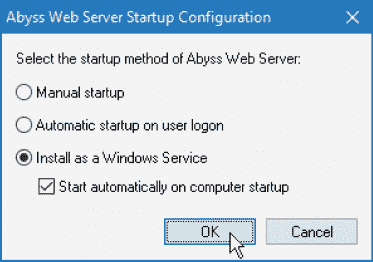 Abyss Web Server Startup Configuration
Select the startup method of Abyss Web Server:
Manual startup
Automatic startup on user logon
Install as a Windows Service
Start automatically on computer startup
OK Cancel